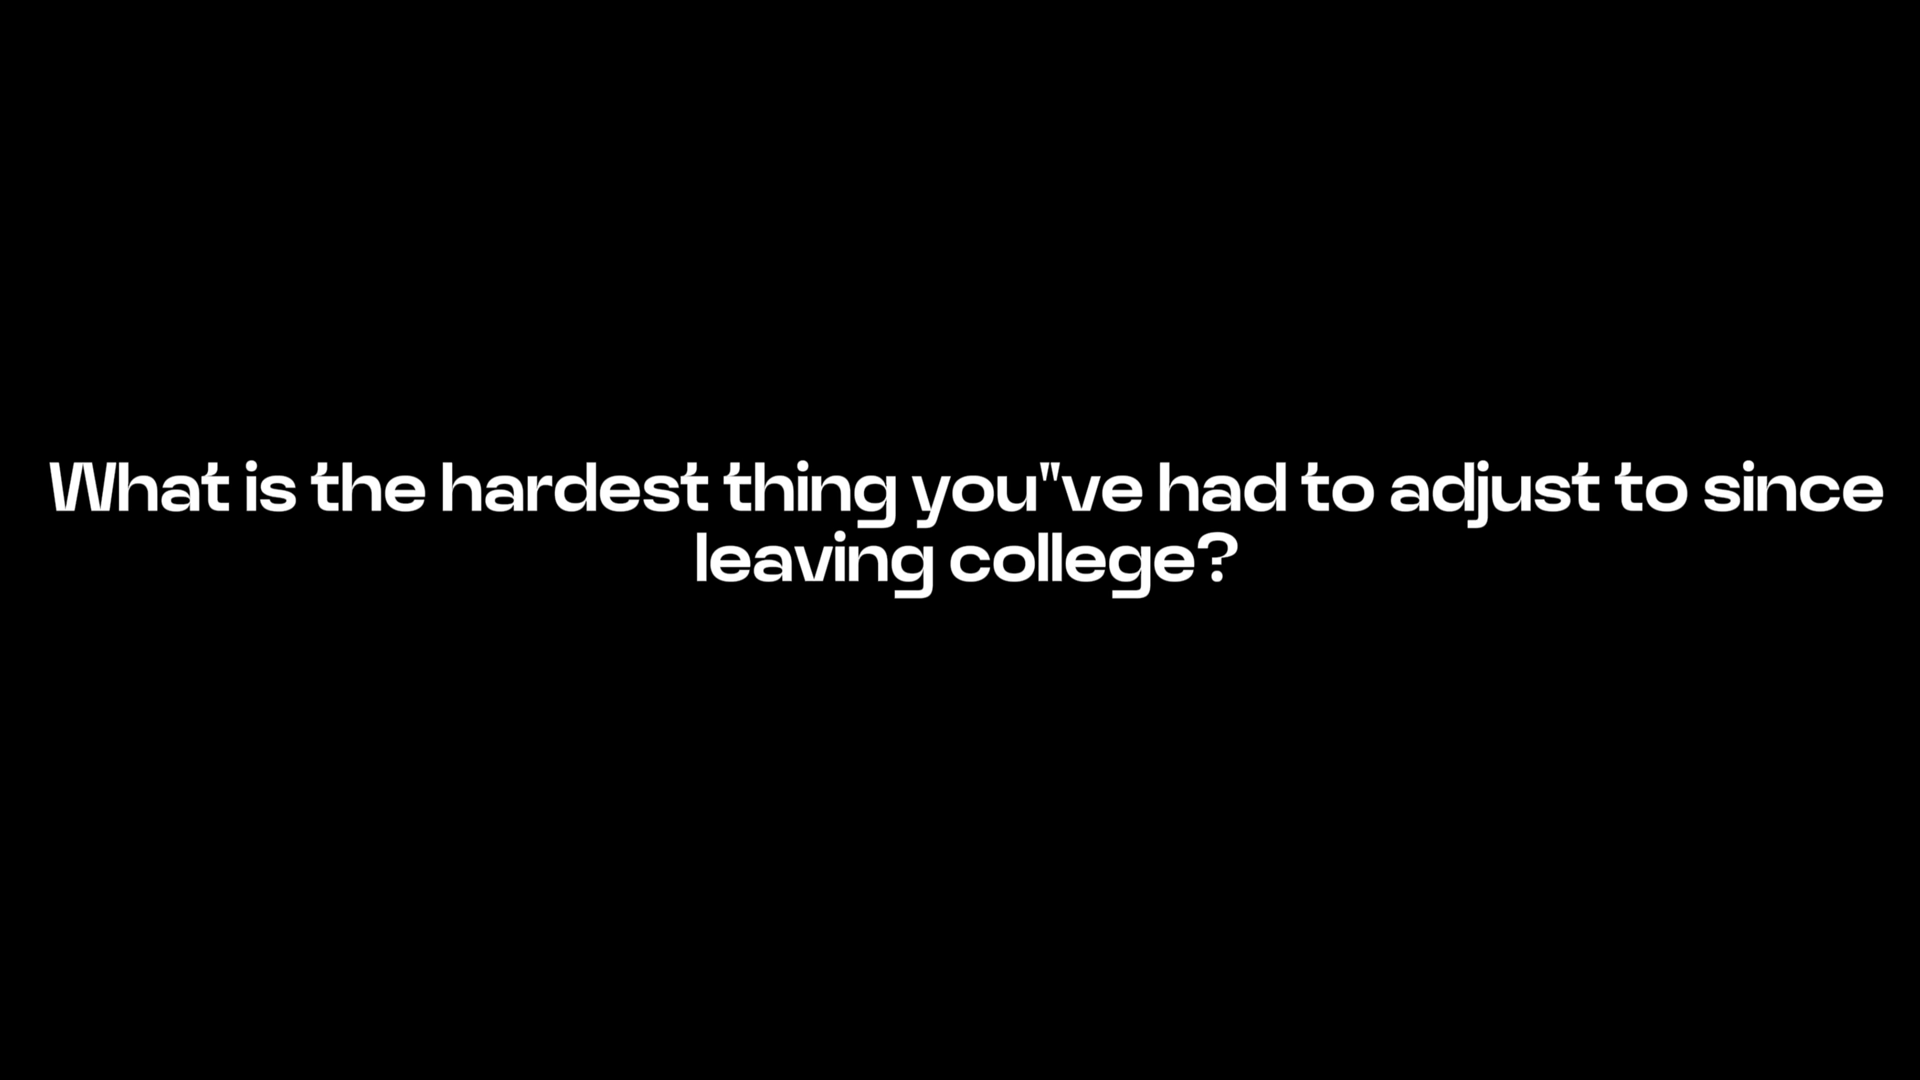 What is the hardest thing you"ve had to adjust to since
leaving college?